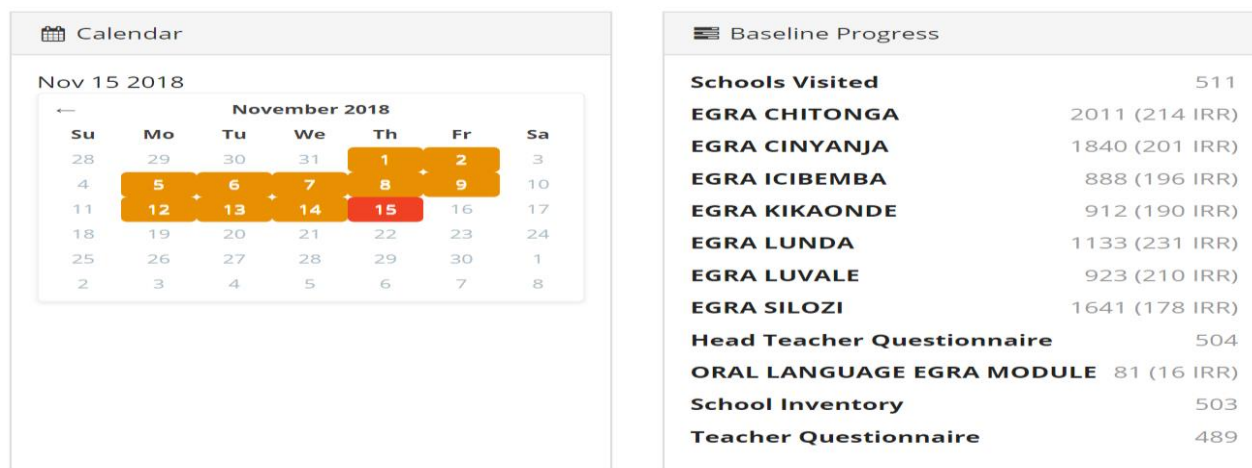 Calendar
Nov 15 2018
←
November 2018
Su Mo Tu We Th Fr Sa
28 29 30 31 1 2 3
4 5 6 7 8 9 10
11 12 13 14 15 16 17
18 19 20 21 22 23 24
25 26 27 28 29 30 1
2 3 4 5 6 7 8
Baseline Progress
Schools Visited 511
EGRA CHITONGA 2011 (214 IRR)
EGRA CINYANJA 1840 (201 IRR)
EGRA ICIBEMBA 888 (196 IRR)
EGRA KIKAONDE 912 (190 IRR)
EGRA LUNDA 1133 (231 IRR)
EGRA LUVALE 923 (210 IRR)
EGRA SILOZI 1641 (178 IRR)
Head Teacher Questionnaire 504
ORAL LANGUAGE EGRA MODULE 81 (16 IRR)
School Inventory 503
Teacher Questionnaire 489